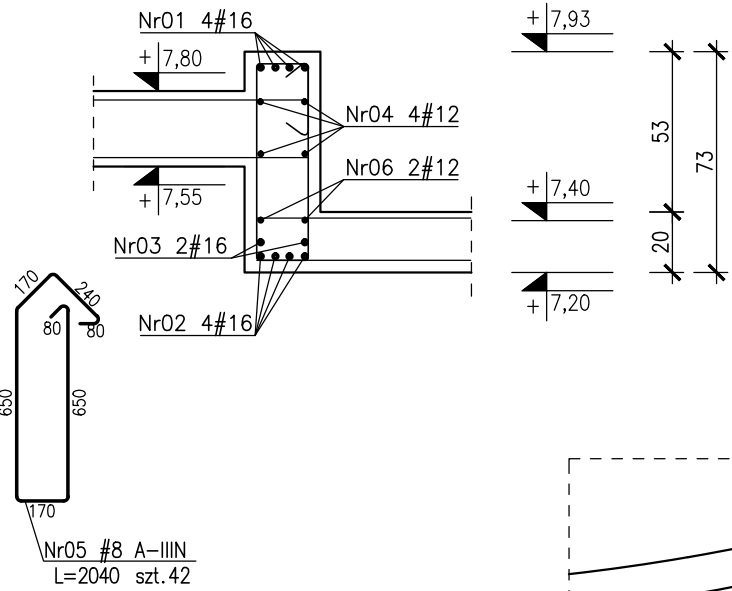 Nr01 4#16
+ 7,93
+ 7,80
Nr04 4#12
53
73
Nr06 2#12
+ 7,40
+ 7,55
Nr03 2#16
20
170
240
+ 7,20
80
80
Nr02 4#16
650
650
170
Nr05 #8 A-IIIN
L=2040 szt.42